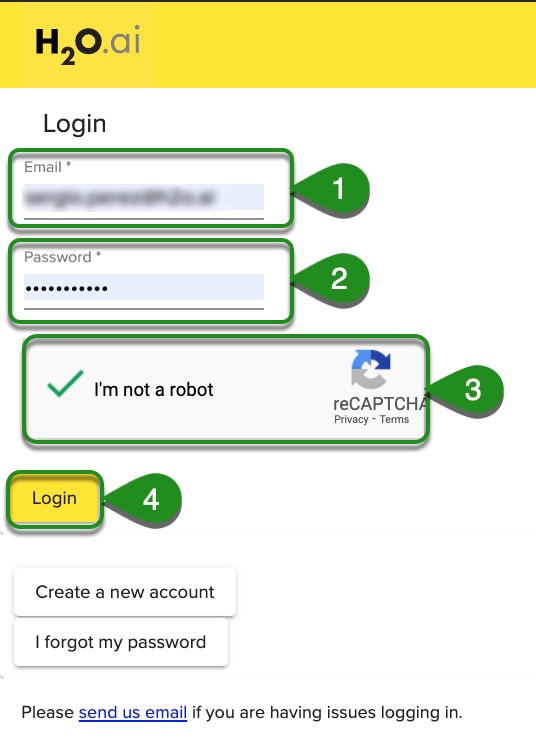 H2O.ai
Login
Email *
1
Password *
2
I'm not a robot
reCAPTCHA
Privacy - Terms
3
Login
4
Create a new account
I forgot my password
Please send us email if you are having issues logging in.